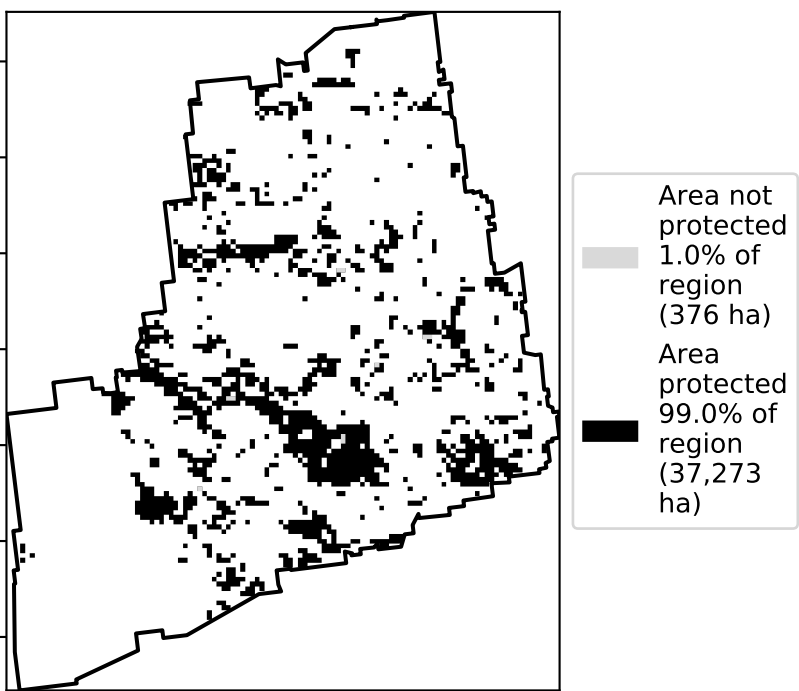 Area not
protected
1.0% of
region
(376 ha)
Area
protected
99.0% of
region
(37,273
ha)